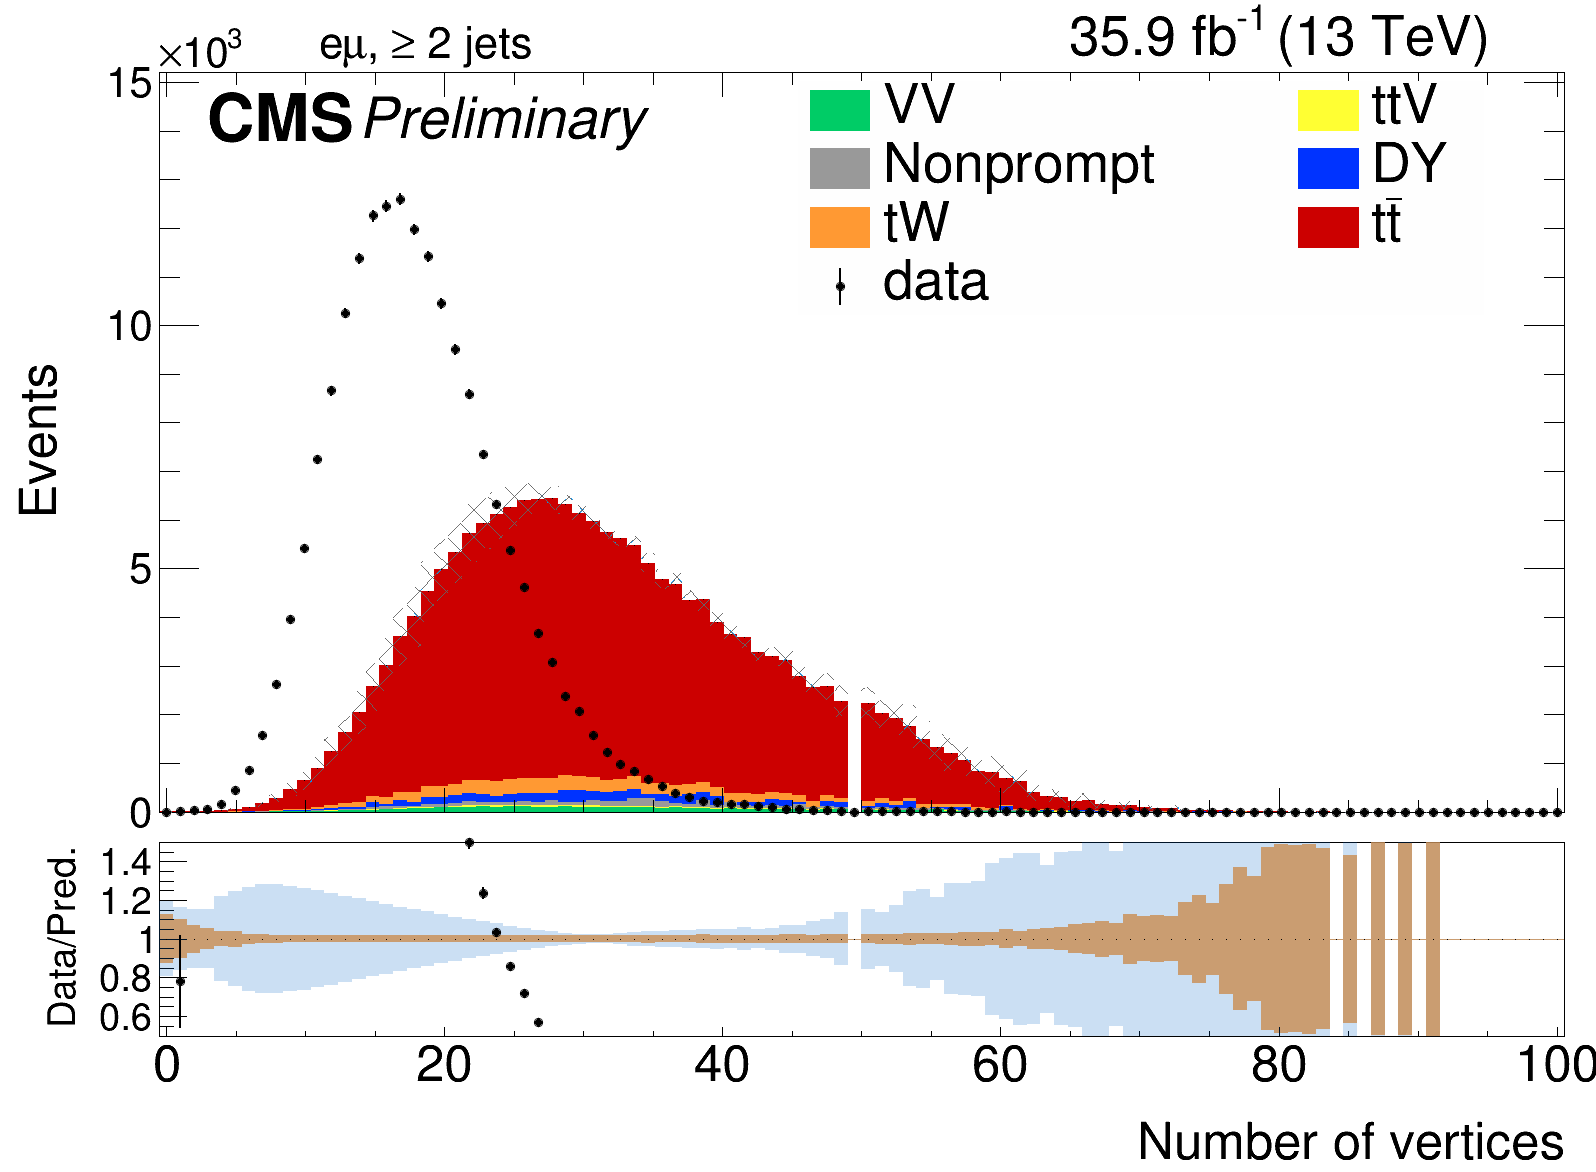 ×10³ eμ, ≥ 2 jets 35.9 fb⁻¹ (13 TeV)
CMS Preliminary
VV ttV
Nonprompt DY
tW tt̄
data
Events
15
10
5
0
Data/Pred.
1.4
1.2
1
0.8
0.6
0 20 40 60 80 100
Number of vertices